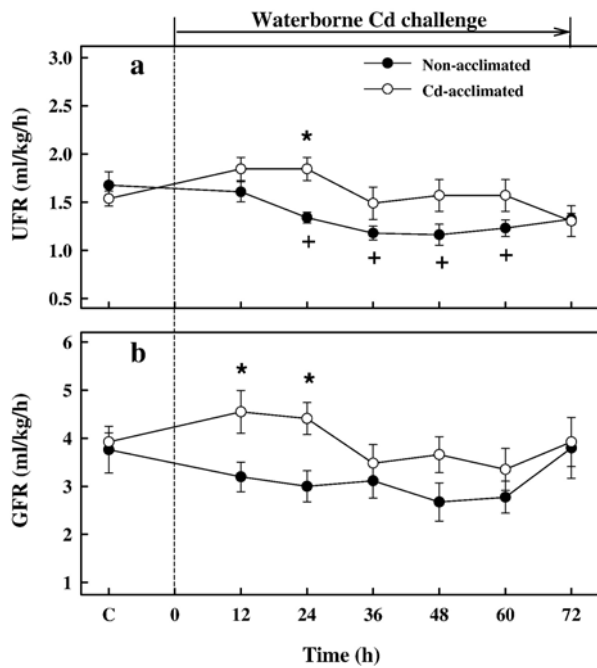 Waterborne Cd challenge
a
Non-acclimated
Cd-acclimated
UFR (ml/kg/h)
3.0
2.5
2.0
1.5
1.0
0.5
*
+ + + +
b
GFR (ml/kg/h)
6
5
4
3
2
1
* *
C 0 12 24 36 48 60 72
Time (h)